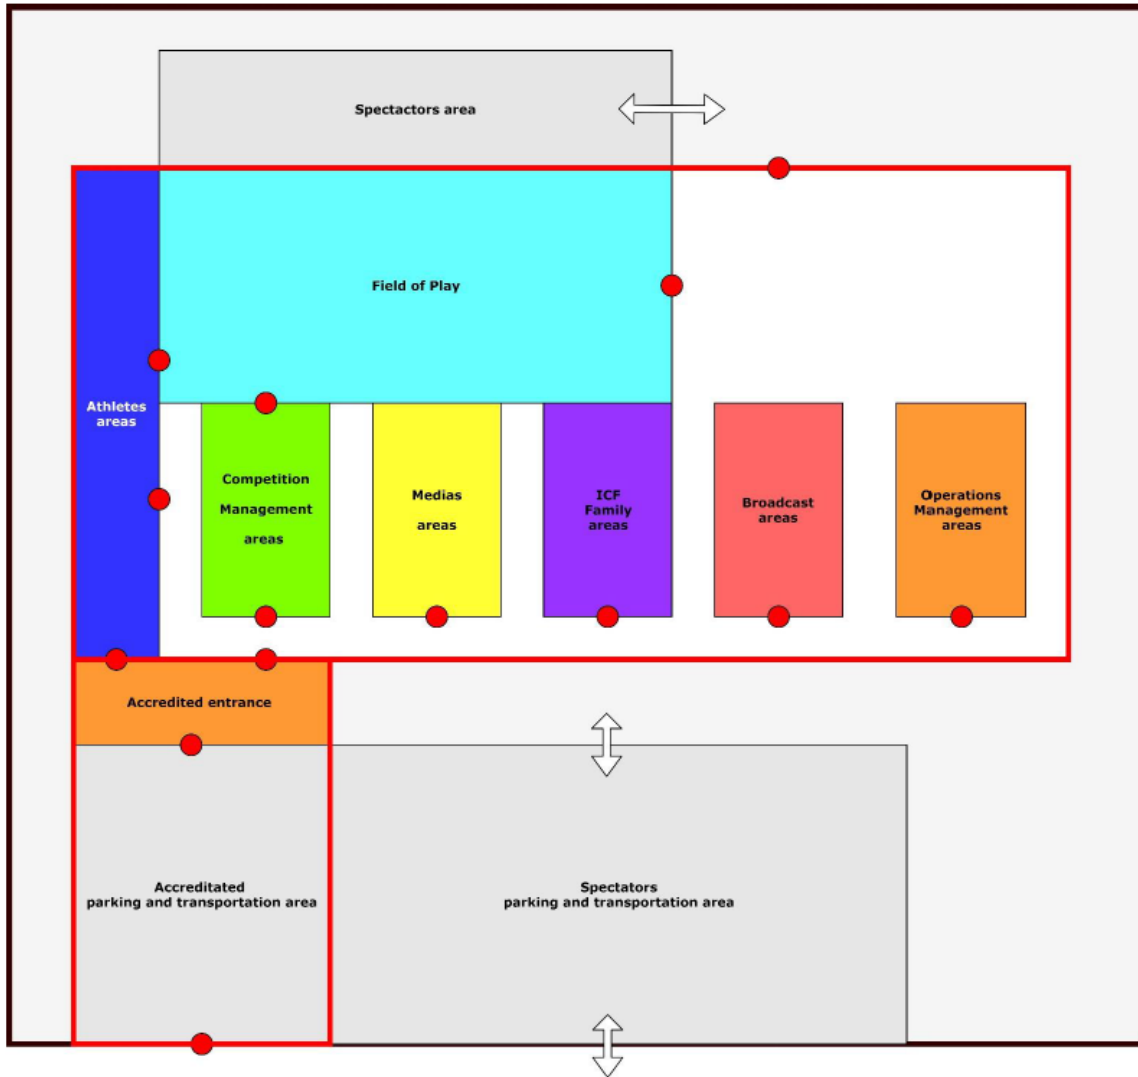 Spectactors area
Field of Play
Athletes
areas
Competition
Management
areas
Medias
areas
ICF
Family
areas
Broadcast
areas
Operations
Management
areas
Accredited entrance
Accreditated
parking and transportation area
Spectators
parking and transportation area